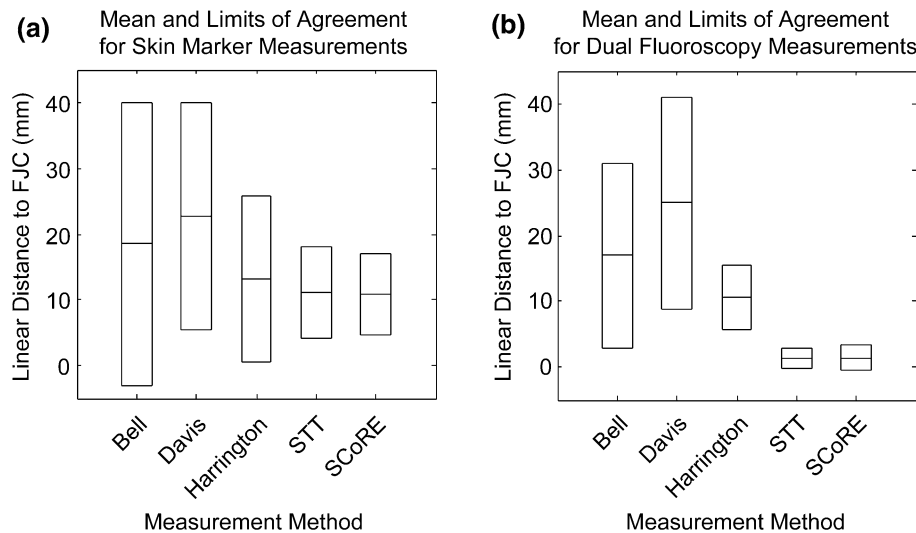 (a)
Mean and Limits of Agreement
for Skin Marker Measurements
Linear Distance to FJC (mm)
40
30
20
10
0
Bell
Davis
Harrington
STT
SCoRE
Measurement Method
(b)
Mean and Limits of Agreement
for Dual Fluoroscopy Measurements
Linear Distance to FJC (mm)
40
30
20
10
0
Bell
Davis
Harrington
STT
SCoRE
Measurement Method